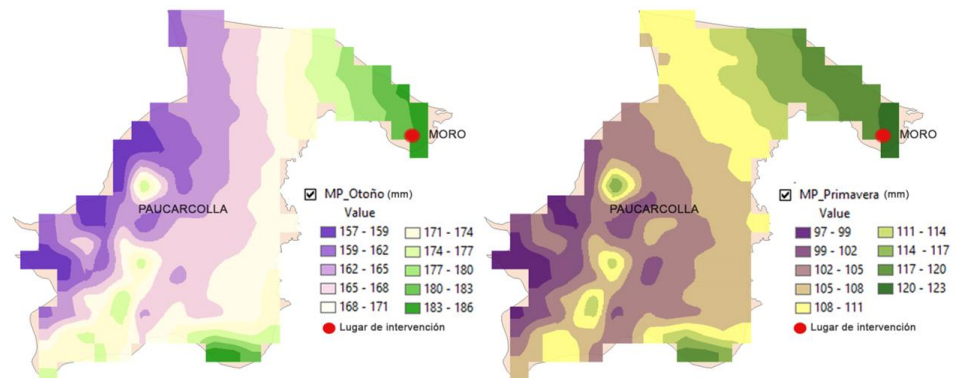 MORO
PAUCARCOLLA
MP_Otoño (mm)
Value
157 - 159
171 - 174
159 - 162
174 - 177
162 - 165
177 - 180
165 - 168
180 - 183
168 - 171
183 - 186
Lugar de intervención
MORO
PAUCARCOLLA
MP_Primavera (mm)
Value
97 - 99
111 - 114
99 - 102
114 - 117
102 - 105
117 - 120
105 - 108
120 - 123
108 - 111
Lugar de intervención